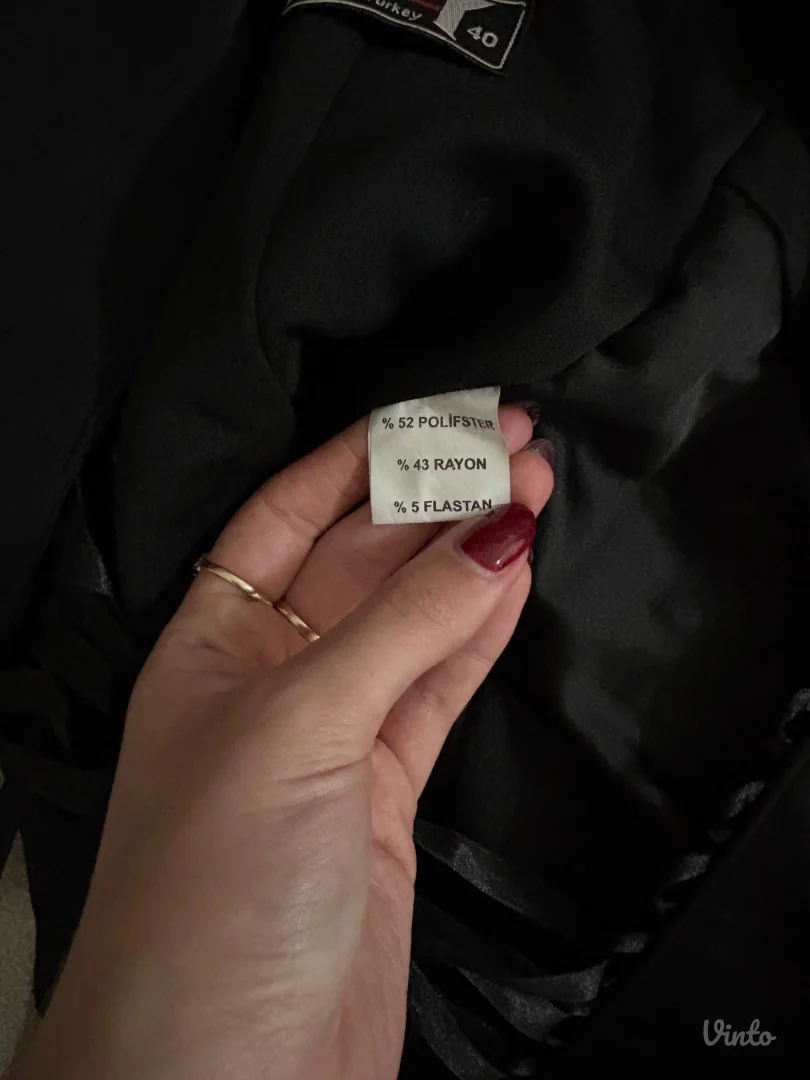 Turkey
40
% 52 POLİFSTER
% 43 RAYON
% 5 FLASTAN
Vinto